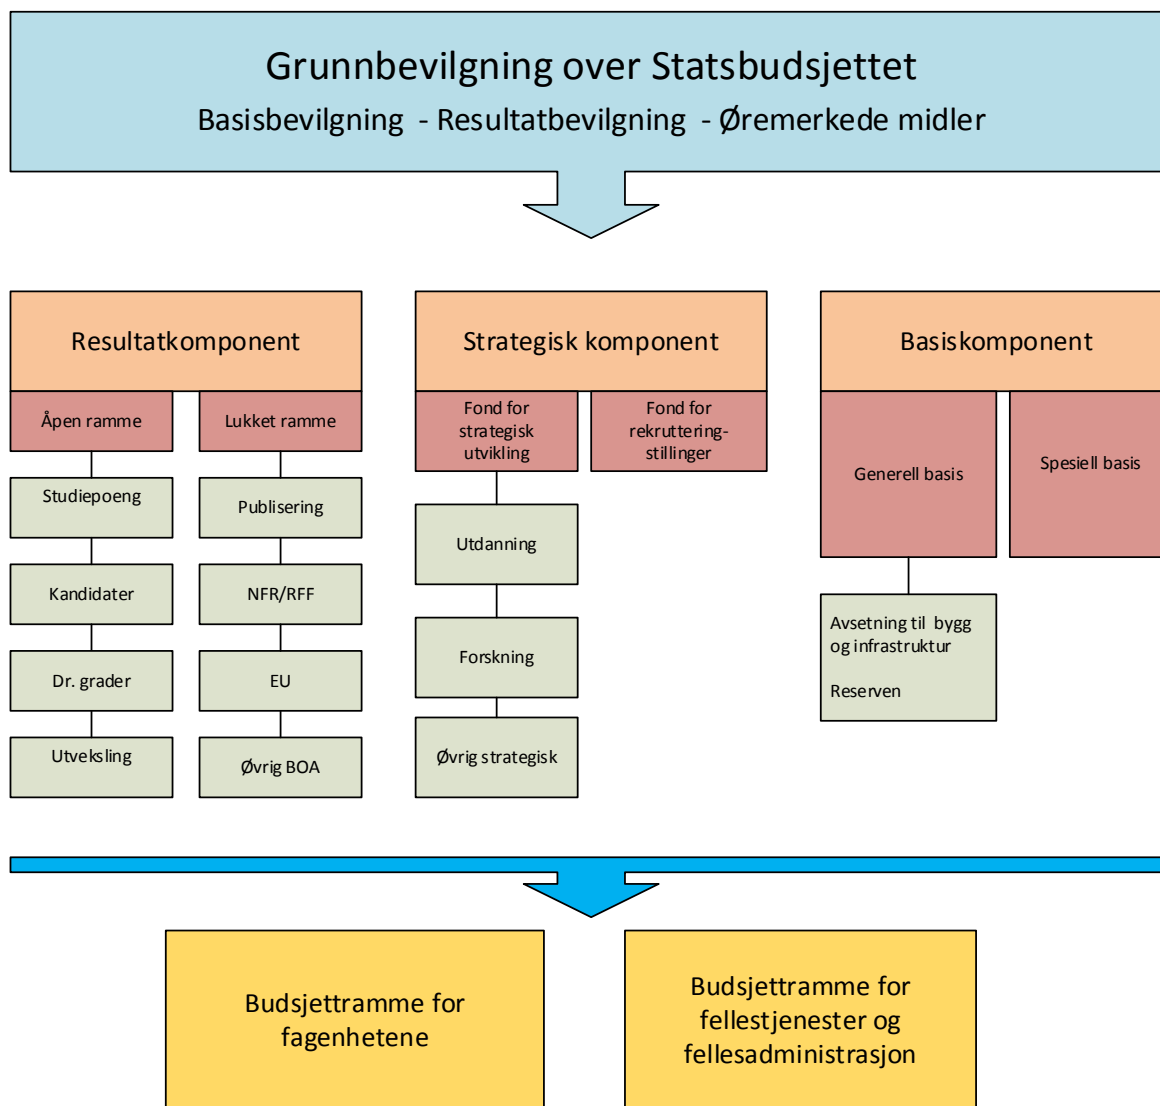 Grunnbevilgning over Statsbudsjettet
Basisbevilgning - Resultatbevilgning - Øremerkede midler
Resultatkomponent
Åpen ramme
Studiepoeng
Kandidater
Dr. grader
Utveksling
Lukket ramme
Publisering
NFR/RFF
EU
Øvrig BOA
Strategisk komponent
Fond for
strategisk
utvikling
Utdanning
Forskning
Øvrig strategisk
Fond for
rekruttering-
stillinger
Basiskomponent
Generell basis
Avsetning til bygg
og infrastruktur
Reserven
Spesiell basis
Budsjettramme for
fagenhetene
Budsjettramme for
fellestjenester og
fellesadministrasjon